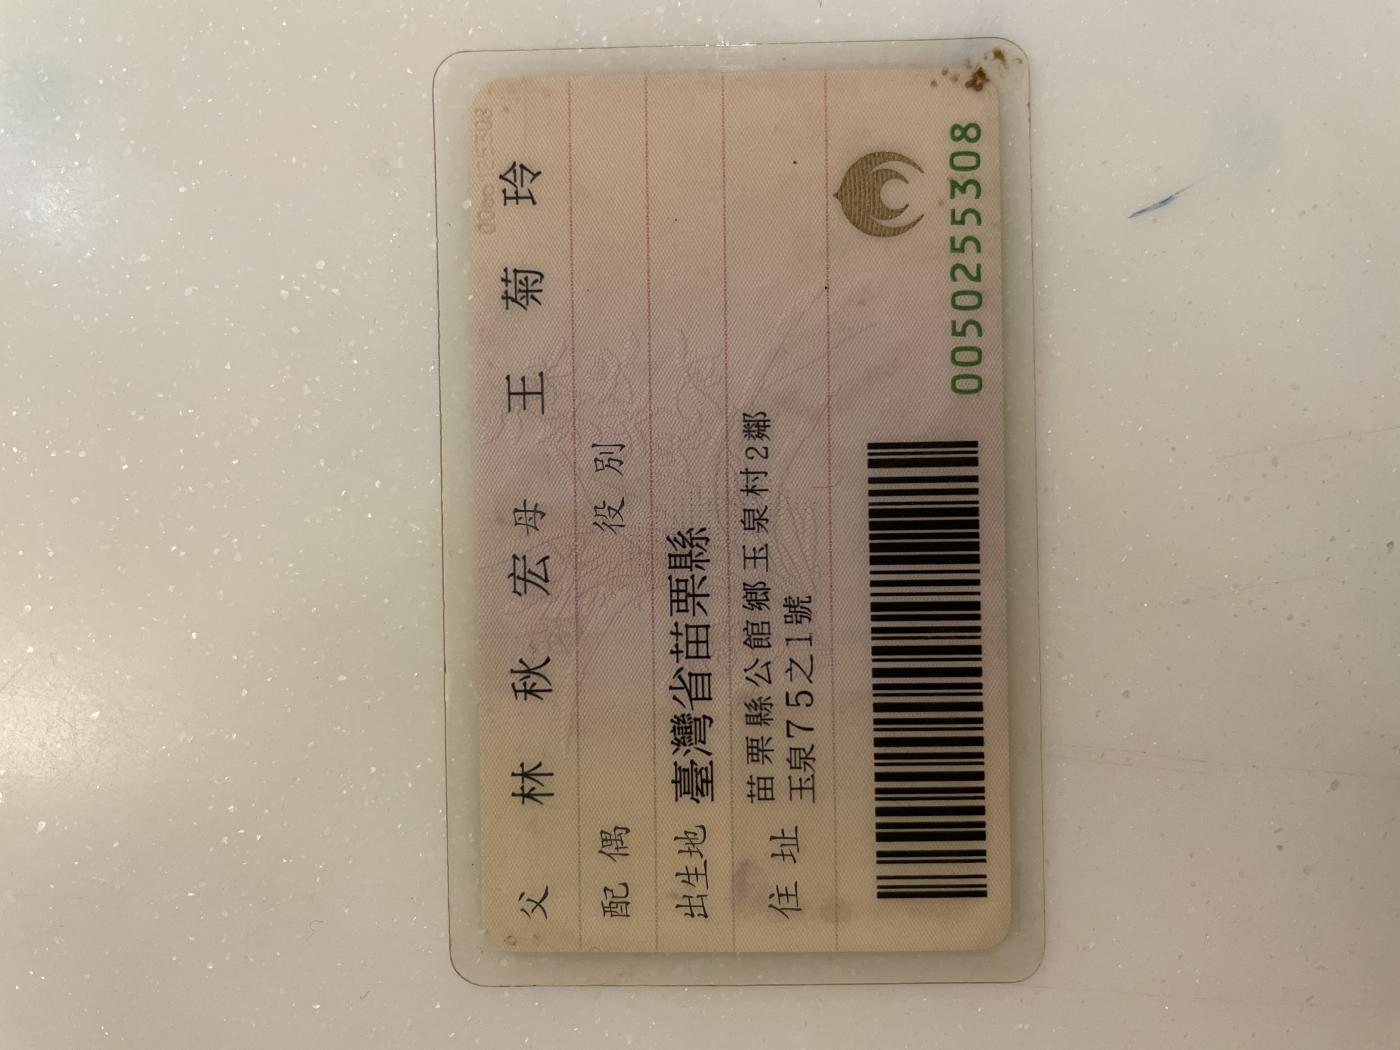 父 林秋宏 母 王菊玲
配偶 役別
出生地 臺灣省苗栗縣
住址 苗栗縣公館鄉玉泉村2鄰
玉泉75之1號
0050255308